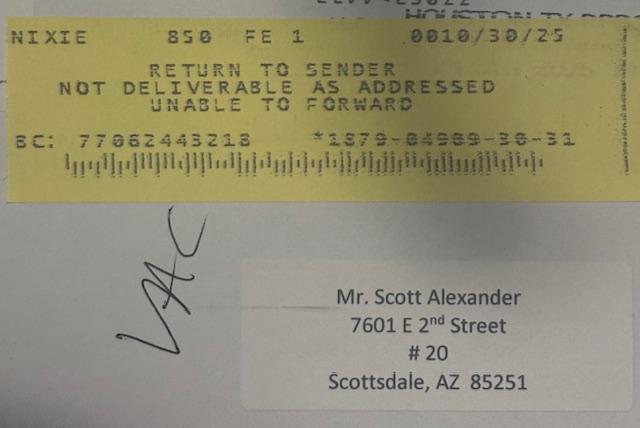 NIXIE 850 FE 1 0010/30/25
RETURN TO SENDER
NOT DELIVERABLE AS ADDRESSED
UNABLE TO FORWARD
BC: 77062443218 *1879-04989-30-31
VAC
Mr. Scott Alexander
7601 E 2nd Street
# 20
Scottsdale, AZ 85251